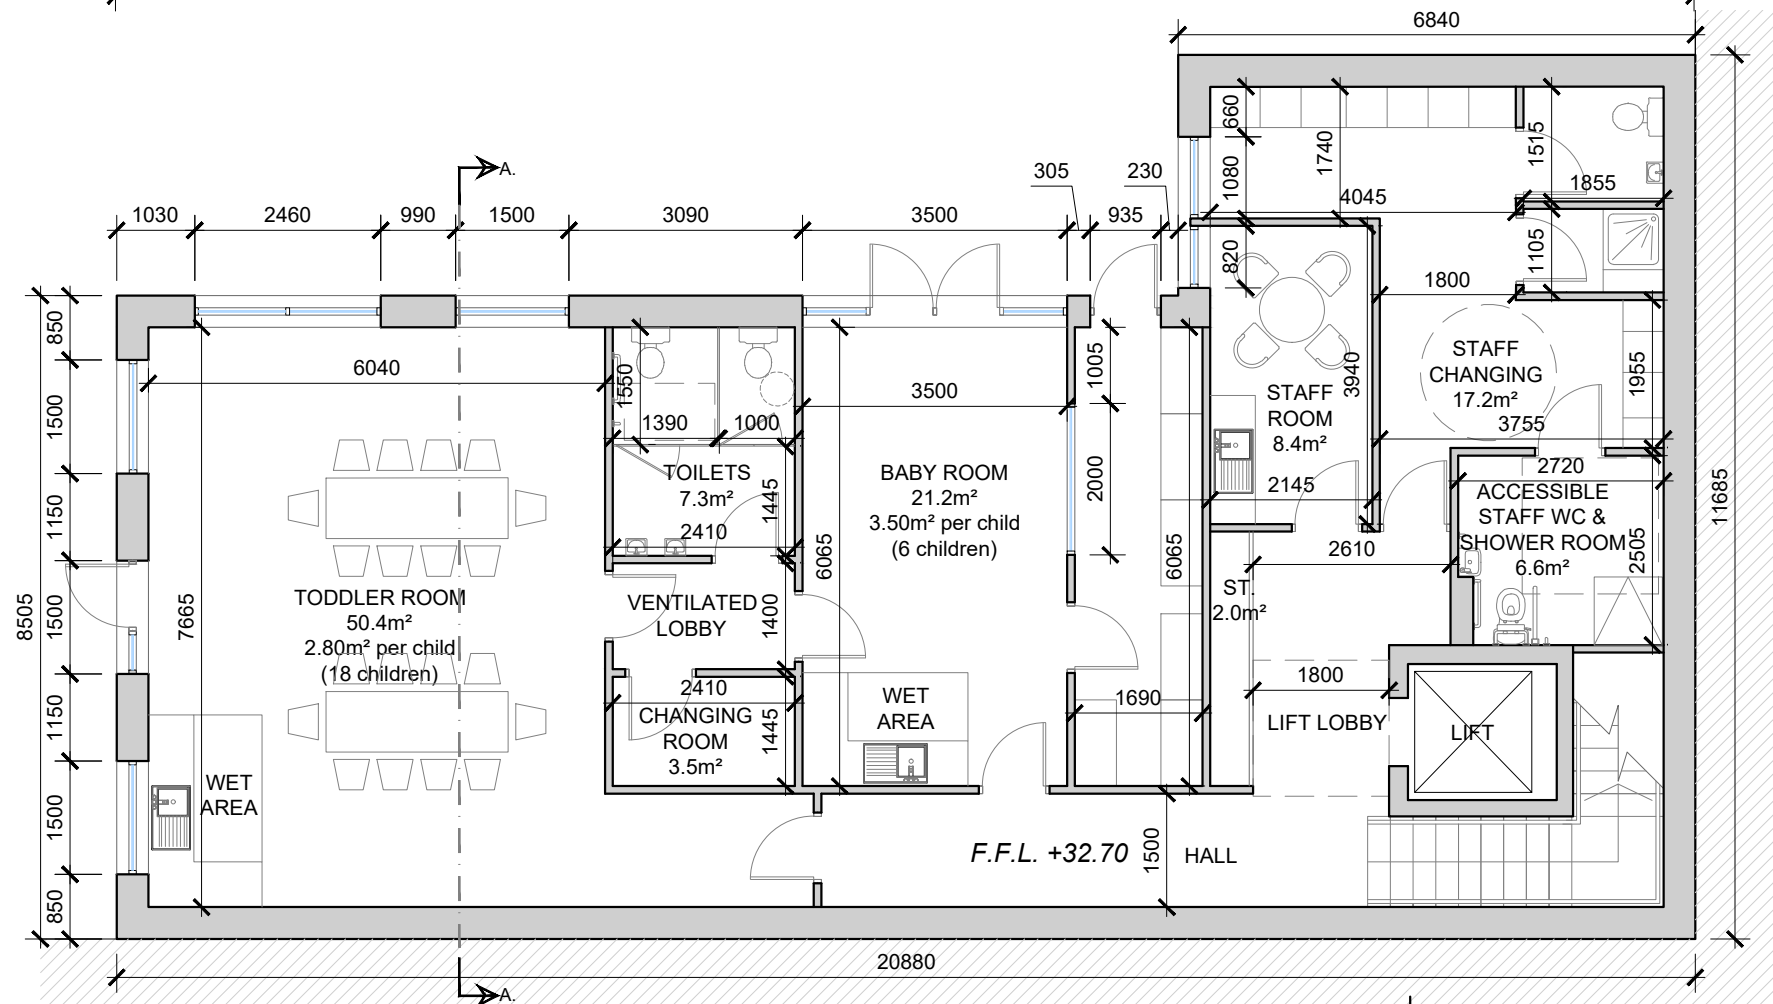 6840
660
1080
1740
1515
1855
4045
A.
305
230
1030
2460
990
1500
3090
3500
935
820
1105
1800
850
6040
1550
3500
1005
3940
1955
STAFF
CHANGING
17.2m²
3755
STAFF
ROOM
8.4m²
1390
1000
1500
TOILETS
7.3m²
1445
2410
BABY ROOM
21.2m²
3.50m² per child
(6 children)
2000
2145
2720
ACCESSIBLE
STAFF WC &
SHOWER ROOM
6.6m²
2505
11685
1150
6065
6065
2610
ST.
2.0m²
8505
1500
7665
TODDLER ROOM
50.4m²
2.80m² per child
(18 children)
VENTILATED
LOBBY
1400
2410
CHANGING
ROOM
3.5m²
1445
WET
AREA
1690
1800
LIFT LOBBY
LIFT
1150
WET
AREA
1500
F.F.L. +32.70
1500
HALL
850
20880
A.